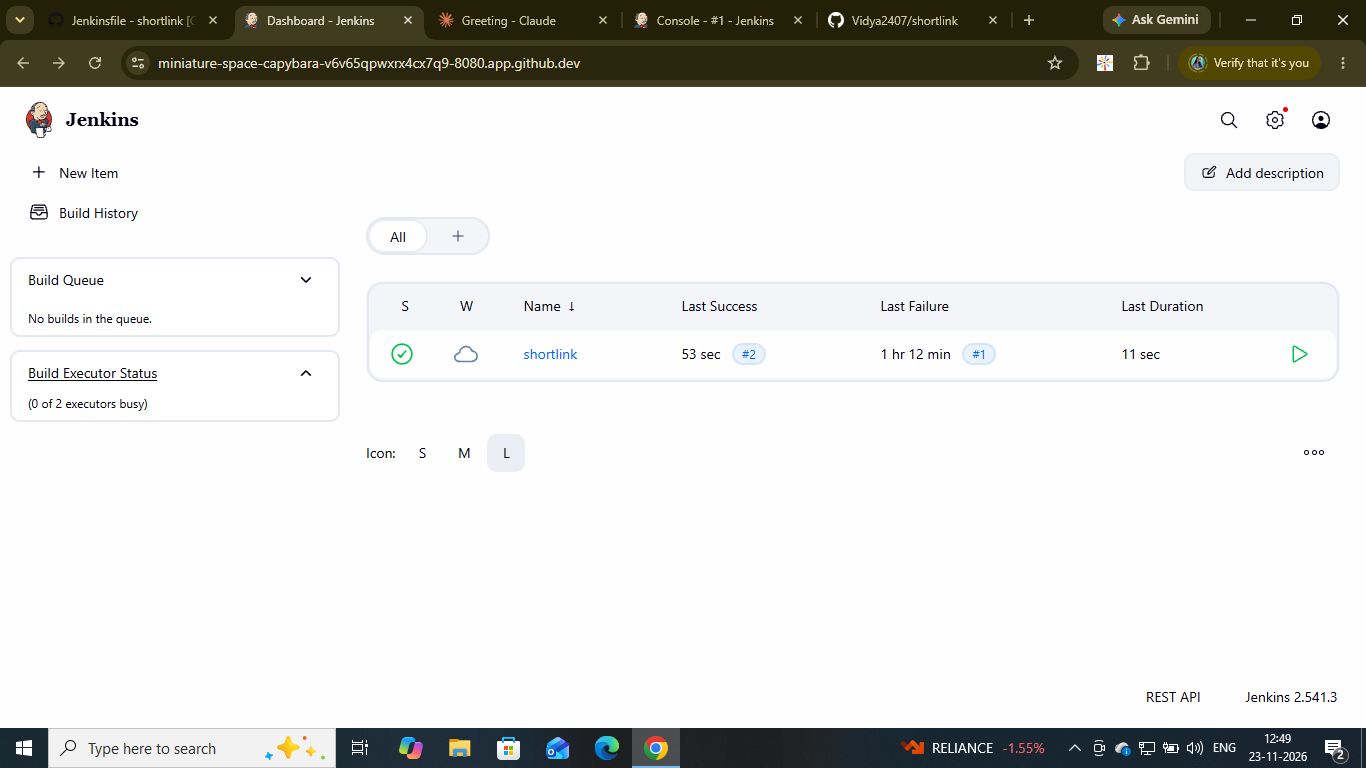 Jenkinsfile - shortlink [C
Dashboard - Jenkins
Greeting - Claude
Console - #1 - Jenkins
Vidya2407/shortlink
Ask Gemini
miniature-space-capybara-v6v65qpwxrx4cx7q9-8080.app.github.dev
Verify that it's you
Jenkins
New Item
Add description
Build History
All
Build Queue
No builds in the queue.
S W Name ↓ Last Success Last Failure Last Duration
shortlink 53 sec #2 1 hr 12 min #1 11 sec
Build Executor Status
(0 of 2 executors busy)
Icon: S M L
REST API Jenkins 2.541.3
Type here to search
RELIANCE -1.55%
ENG
12:49
23-11-2026
2